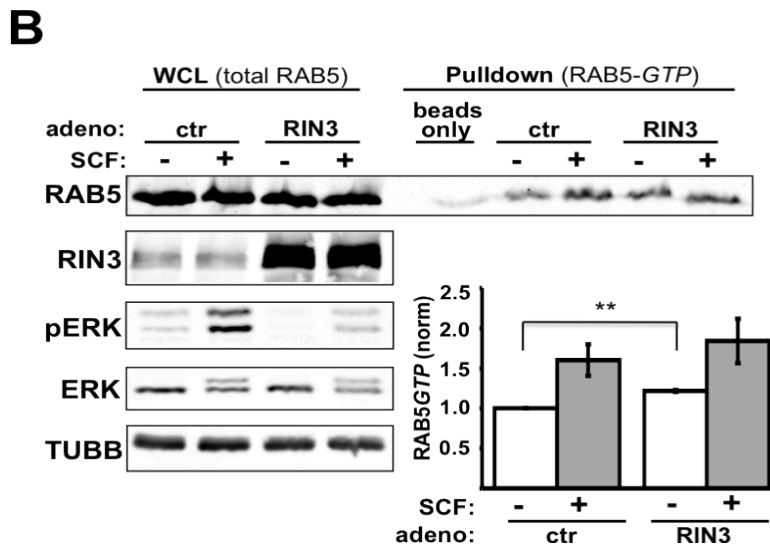 B
WCL (total RAB5) Pulldown (RAB5-GTP)
beads only
adeno: ctr RIN3 ctr RIN3
SCF: - + - + - + - +
RAB5
RIN3
pERK
ERK
TUBB
RAB5GTP (norm)
2.5
2.0
1.5
1.0
0.5
**
SCF: - + - +
adeno: ctr RIN3